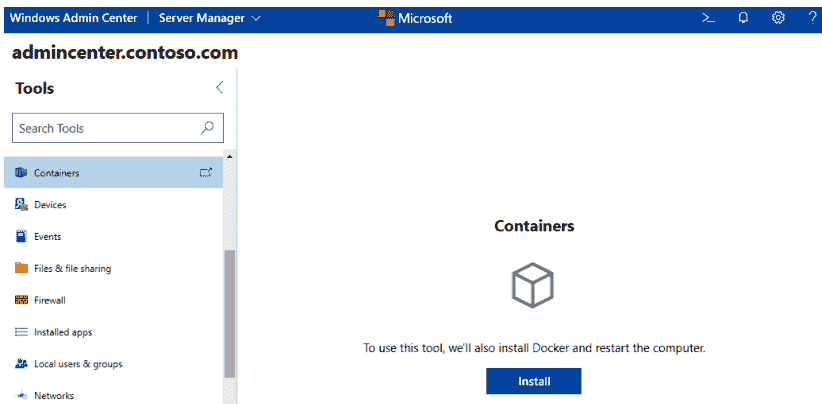 Windows Admin Center | Server Manager Microsoft >_ ?
admincenter.contoso.com
Tools
Search Tools
Containers
Devices
Events
Files & file sharing
Firewall
Installed apps
Local users & groups
Networks
Containers
To use this tool, we'll also install Docker and restart the computer.
Install